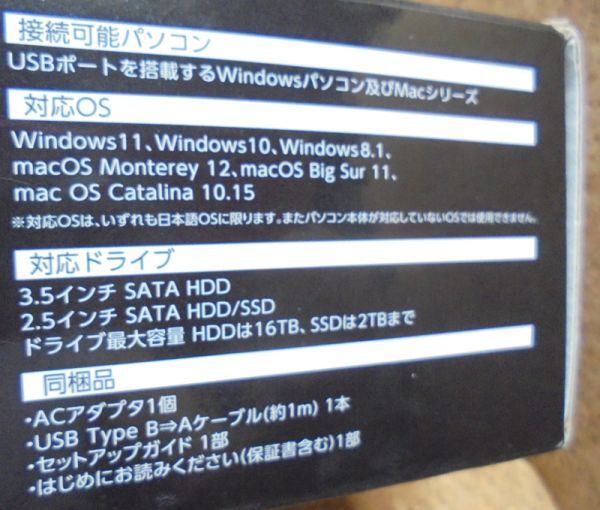 接続可能パソコン
USBポートを搭載するWindowsパソコン及びMacシリーズ
対応OS
Windows11、Windows10、Windows8.1、
macOS Monterey 12、macOS Big Sur 11、
mac OS Catalina 10.15
※対応OSは、いずれも日本語OSに限ります。またパソコン本体が対応していないOSでは使用できません。
対応ドライブ
3.5インチ SATA HDD
2.5インチ SATA HDD/SSD
ドライブ最大容量 HDDは16TB、SSDは2TBまで
同梱品
・ACアダプタ1個
・USB Type B⇒Aケーブル(約1m) 1本
・セットアップガイド 1部
・はじめにお読みください(保証書含む)1部